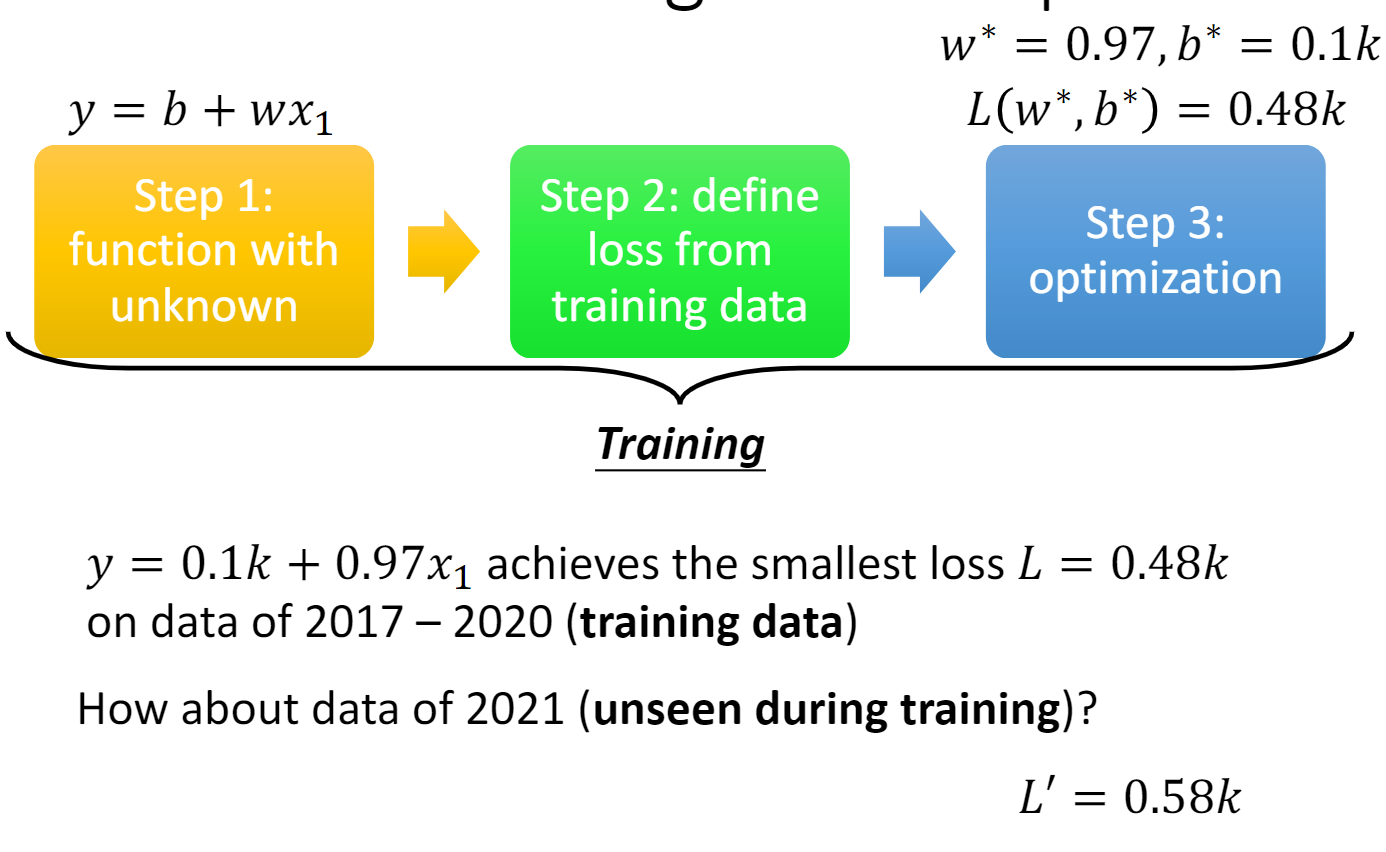 w* = 0.97, b* = 0.1k
y = b + wx₁
L(w*, b*) = 0.48k
Step 1:
function with
unknown
Step 2: define
loss from
training data
Step 3:
optimization
Training
y = 0.1k + 0.97x₁ achieves the smallest loss L = 0.48k
on data of 2017 – 2020 (training data)
How about data of 2021 (unseen during training)?
L′ = 0.58k